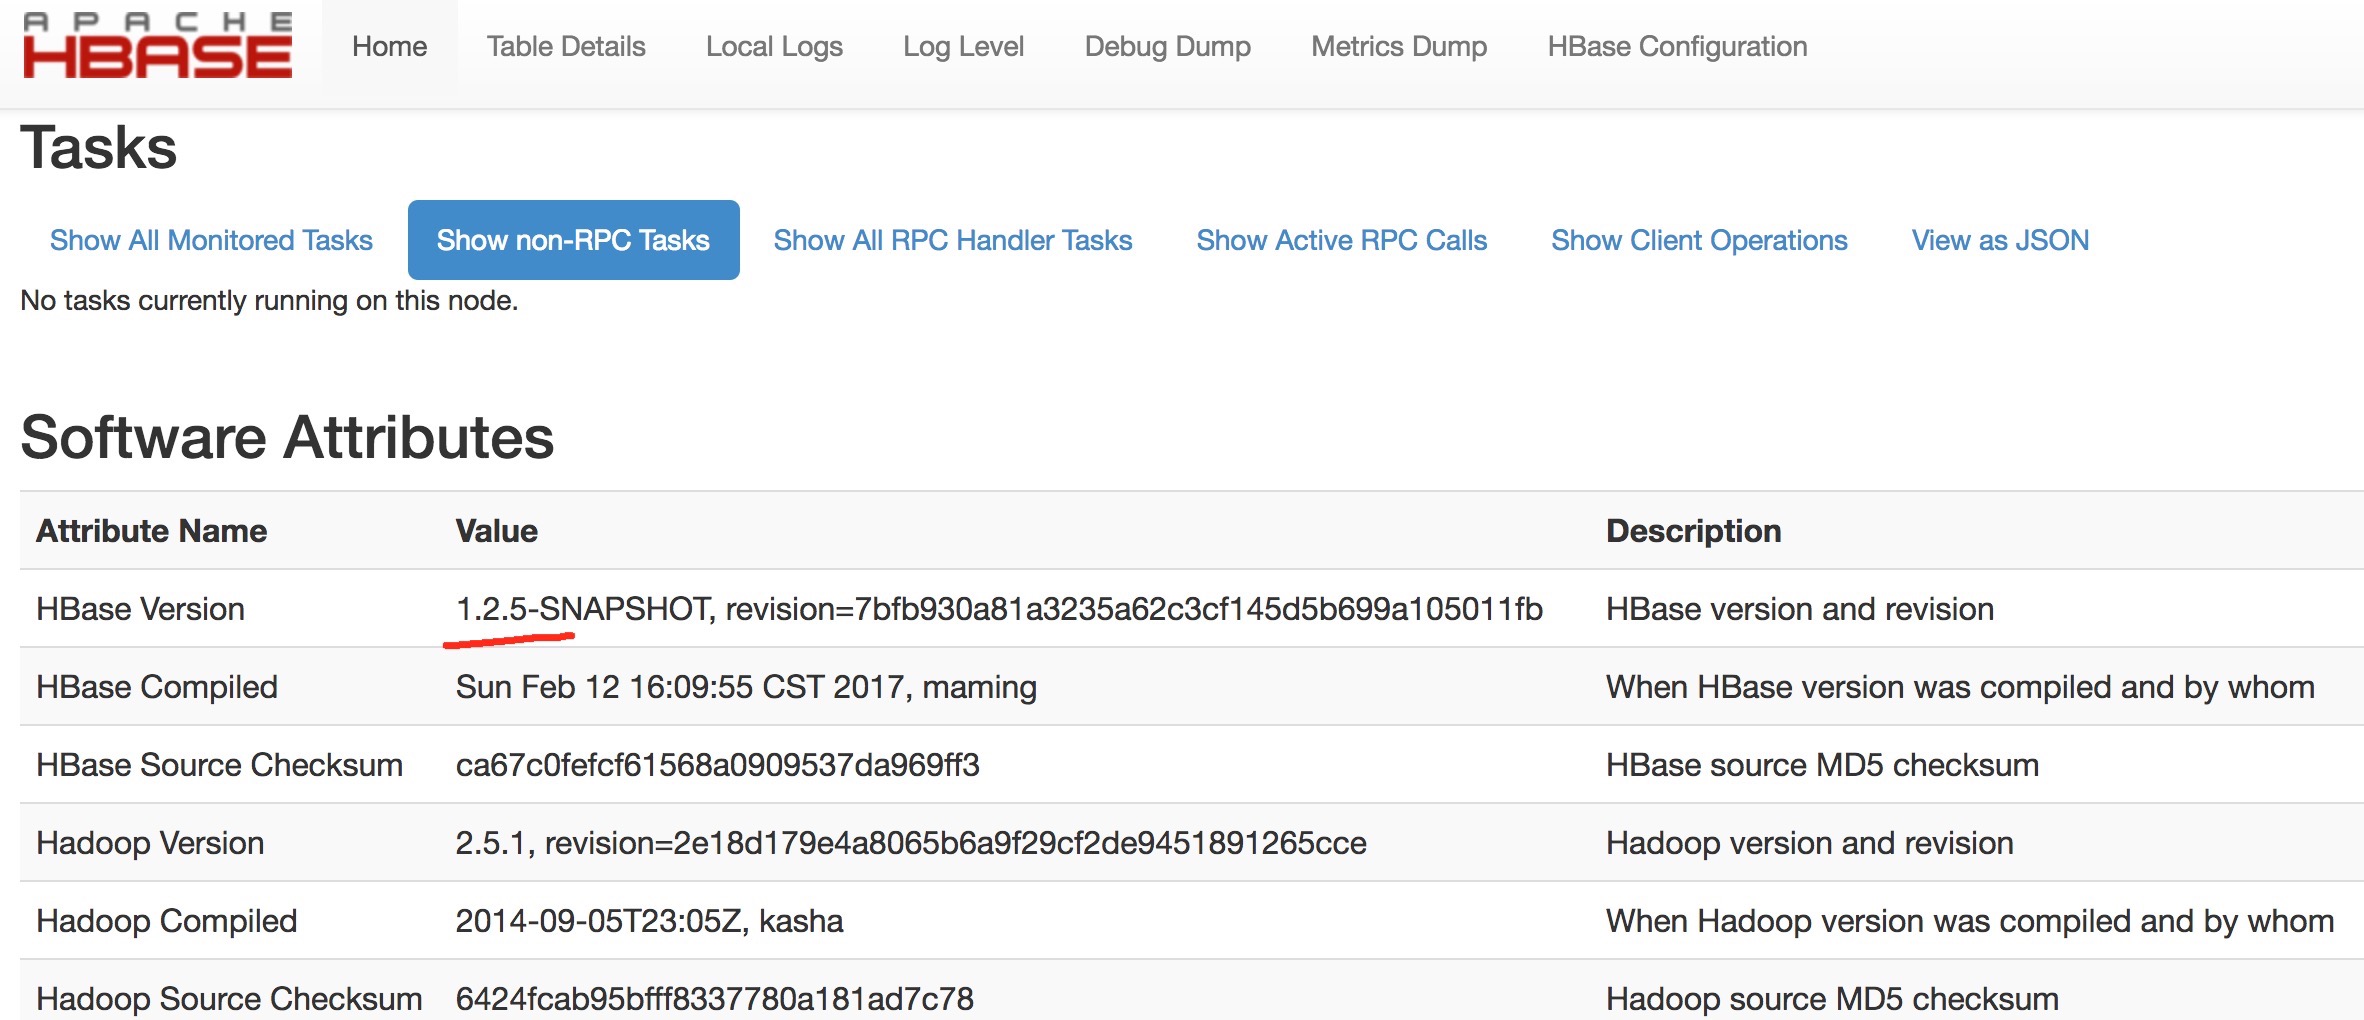 APACHE
HBASE
Home Table Details Local Logs Log Level Debug Dump Metrics Dump HBase Configuration
Tasks
Show All Monitored Tasks Show non-RPC Tasks Show All RPC Handler Tasks Show Active RPC Calls Show Client Operations View as JSON
No tasks currently running on this node.
Software Attributes
Attribute Name Value Description
HBase Version 1.2.5-SNAPSHOT, revision=7bfb930a81a3235a62c3cf145d5b699a105011fb HBase version and revision
HBase Compiled Sun Feb 12 16:09:55 CST 2017, maming When HBase version was compiled and by whom
HBase Source Checksum ca67c0fefcf61568a0909537da969ff3 HBase source MD5 checksum
Hadoop Version 2.5.1, revision=2e18d179e4a8065b6a9f29cf2de9451891265cce Hadoop version and revision
Hadoop Compiled 2014-09-05T23:05Z, kasha When Hadoop version was compiled and by whom
Hadoop Source Checksum 6424fcab95bfff8337780a181ad7c78 Hadoop source MD5 checksum